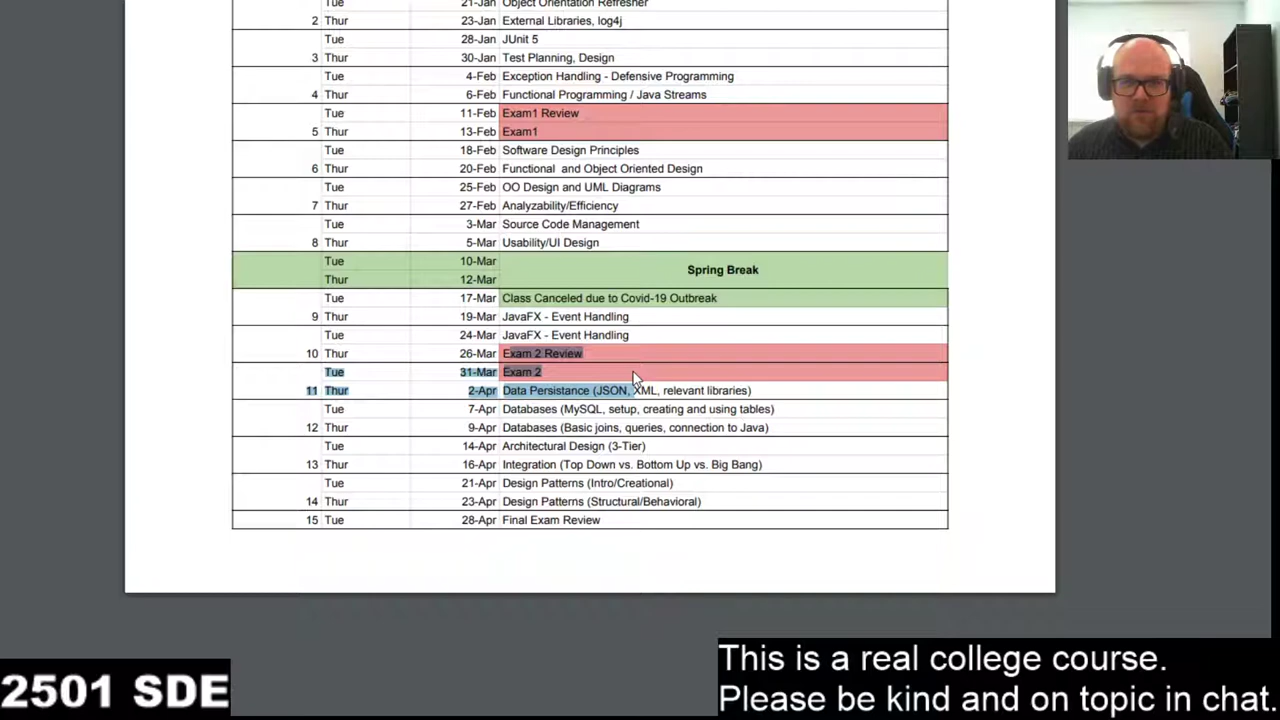 Tue 21-Jan Object Orientation Refresher
2 Thur 23-Jan External Libraries, log4j
Tue 28-Jan JUnit 5
3 Thur 30-Jan Test Planning, Design
Tue 4-Feb Exception Handling - Defensive Programming
4 Thur 6-Feb Functional Programming / Java Streams
Tue 11-Feb Exam1 Review
5 Thur 13-Feb Exam1
Tue 18-Feb Software Design Principles
6 Thur 20-Feb Functional and Object Oriented Design
Tue 25-Feb OO Design and UML Diagrams
7 Thur 27-Feb Analyzability/Efficiency
Tue 3-Mar Source Code Management
8 Thur 5-Mar Usability/UI Design
Tue 10-Mar
Spring Break
Thur 12-Mar
Tue 17-Mar Class Canceled due to Covid-19 Outbreak
9 Thur 19-Mar JavaFX - Event Handling
Tue 24-Mar JavaFX - Event Handling
10 Thur 26-Mar Exam 2 Review
Tue 31-Mar Exam 2
11 Thur 2-Apr Data Persistance (JSON, XML, relevant libraries)
Tue 7-Apr Databases (MySQL, setup, creating and using tables)
12 Thur 9-Apr Databases (Basic joins, queries, connection to Java)
Tue 14-Apr Architectural Design (3-Tier)
13 Thur 16-Apr Integration (Top Down vs. Bottom Up vs. Big Bang)
Tue 21-Apr Design Patterns (Intro/Creational)
14 Thur 23-Apr Design Patterns (Structural/Behavioral)
15 Tue 28-Apr Final Exam Review
2501 SDE
This is a real college course.
Please be kind and on topic in chat.